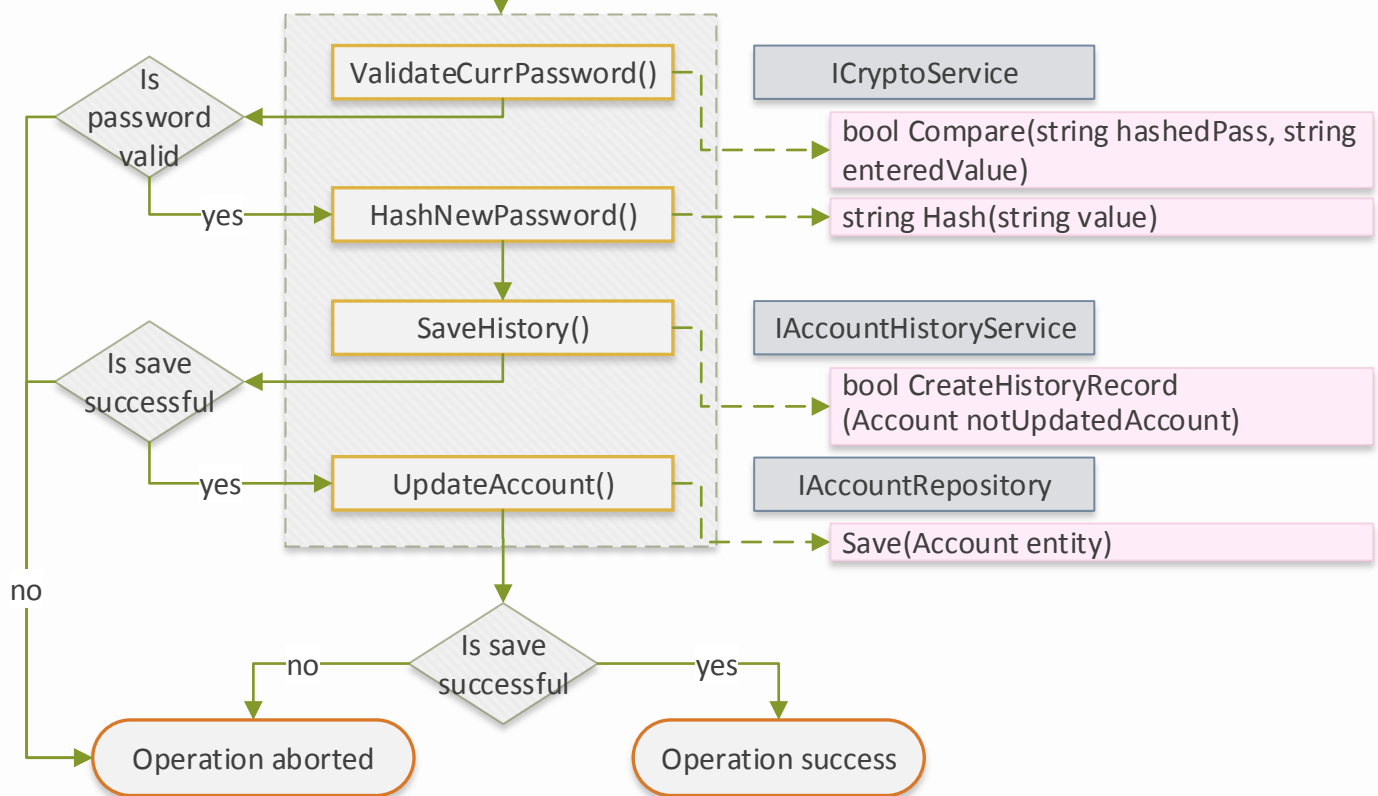 ValidateCurrPassword()
ICryptoService
Is
password
valid
bool Compare(string hashedPass, string
enteredValue)
yes
HashNewPassword()
string Hash(string value)
SaveHistory()
IAccountHistoryService
Is save
successful
bool CreateHistoryRecord
(Account notUpdatedAccount)
yes
UpdateAccount()
IAccountRepository
Save(Account entity)
no
Is save
successful
no
yes
Operation aborted
Operation success